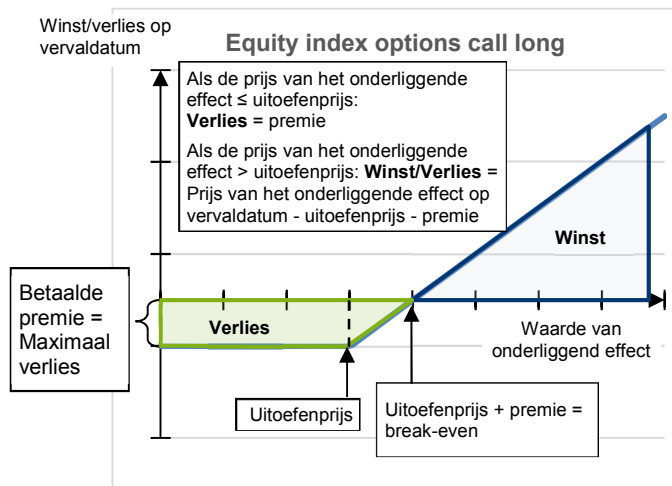 Winst/verlies op
vervaldatum
Equity index options call long
Als de prijs van het onderliggende
effect ≤ uitoefenprijs:
Verlies = premie
Als de prijs van het onderliggende
effect > uitoefenprijs: Winst/Verlies =
Prijs van het onderliggende effect op
vervaldatum - uitoefenprijs - premie
Winst
Betaalde
premie =
Maximaal
verlies
Verlies
Waarde van
onderliggend effect
Uitoefenprijs
Uitoefenprijs + premie =
break-even